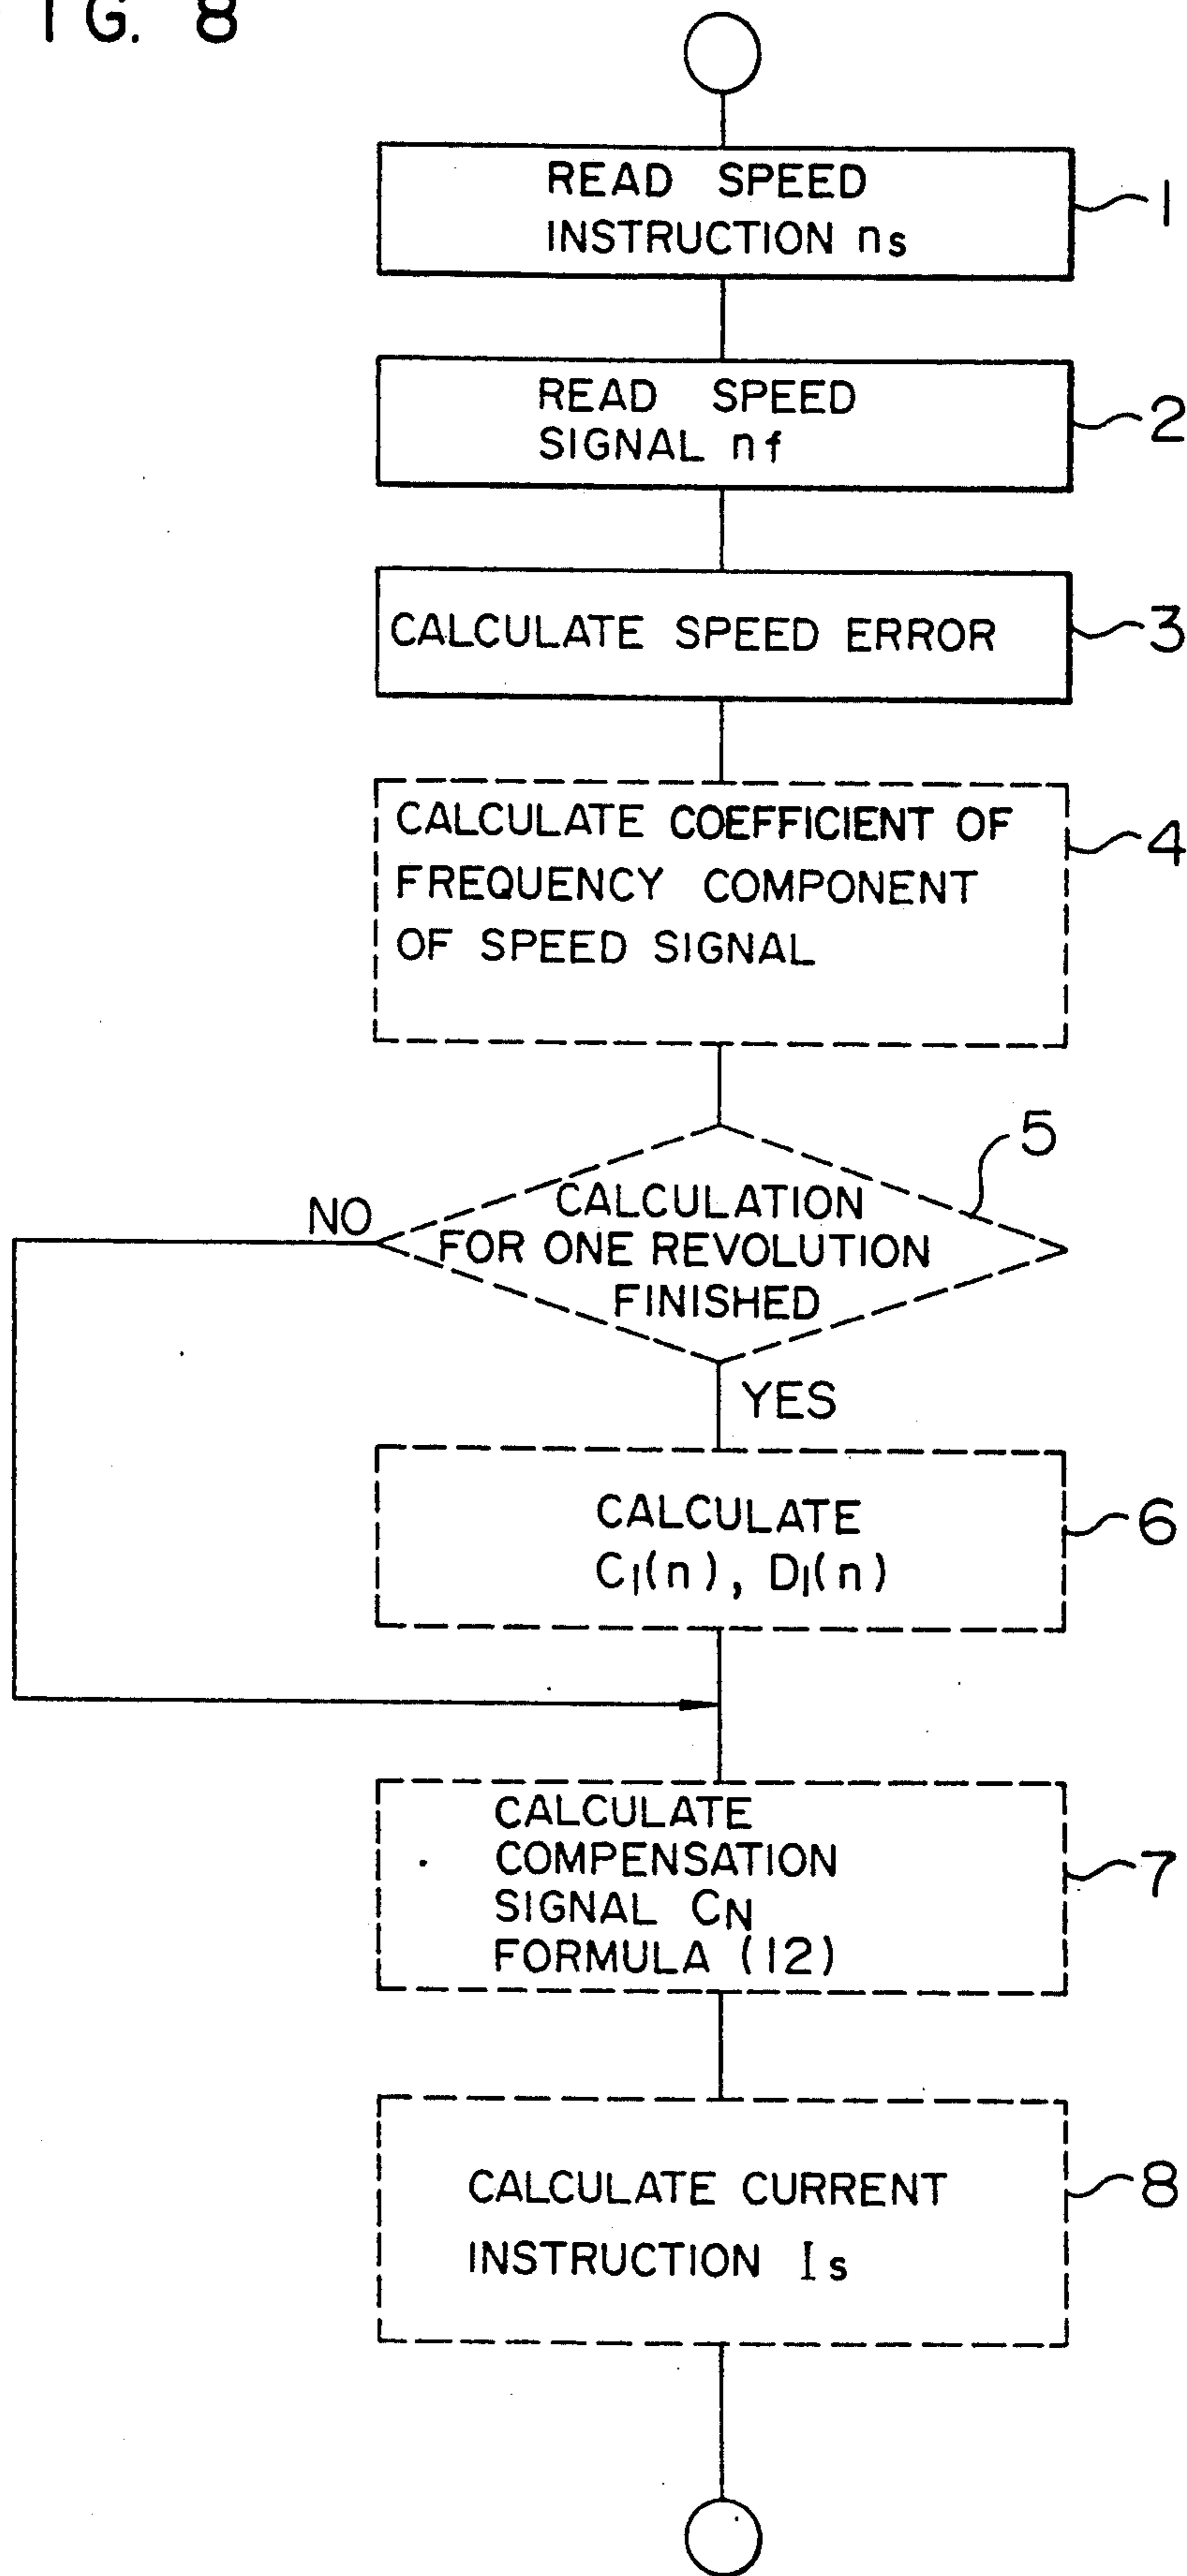 IG. 8
READ SPEED
INSTRUCTION ns
1
READ SPEED
SIGNAL nf
2
CALCULATE SPEED ERROR
3
CALCULATE COEFFICIENT OF
FREQUENCY COMPONENT
OF SPEED SIGNAL
4
5
NO
CALCULATION
FOR ONE REVOLUTION
FINISHED
YES
CALCULATE
C1(n), D1(n)
6
CALCULATE
COMPENSATION
SIGNAL CN
FORMULA (12)
7
CALCULATE CURRENT
INSTRUCTION Is
8